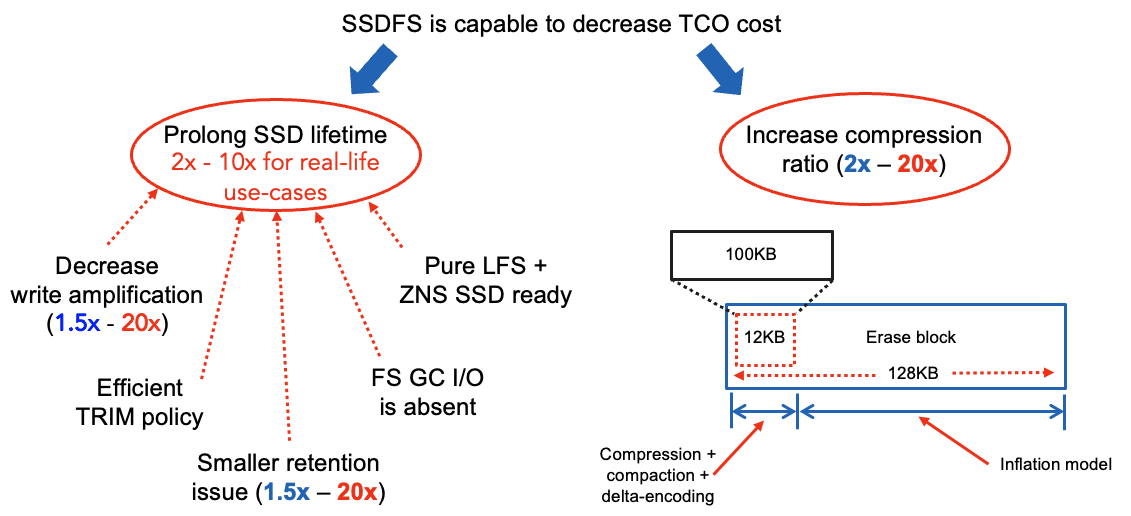 SSDFS is capable to decrease TCO cost
Prolong SSD lifetime
2x - 10x for real-life
use-cases
Decrease
write amplification
(1.5x - 20x)
Efficient
TRIM policy
Smaller retention
issue (1.5x – 20x)
FS GC I/O
is absent
Pure LFS +
ZNS SSD ready
Increase compression
ratio (2x – 20x)
100KB
12KB
Erase block
128KB
Compression +
compaction +
delta-encoding
Inflation model